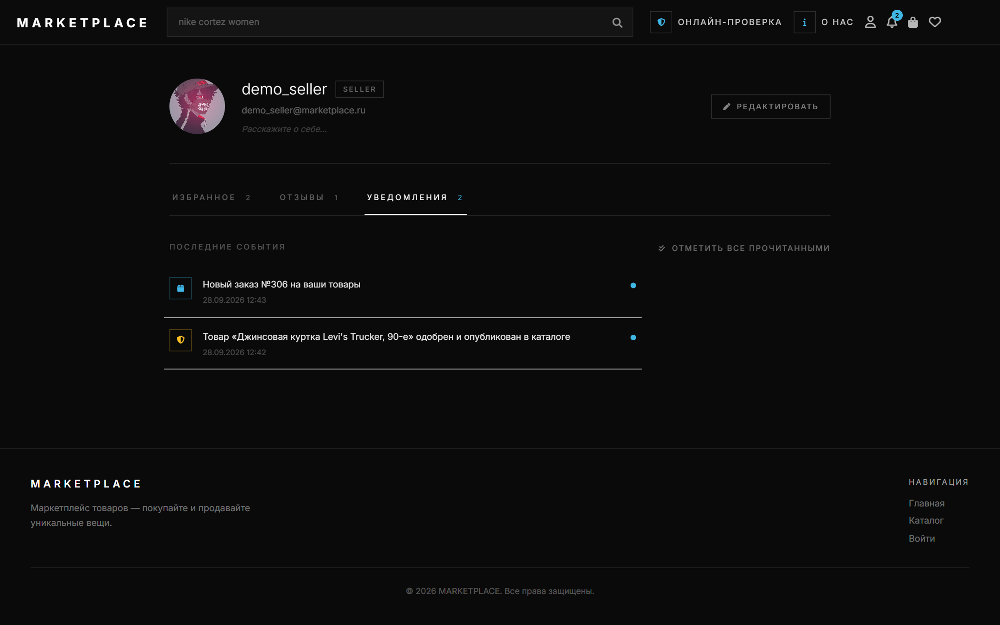 MARKETPLACE
nike cortez women
ОНЛАЙН-ПРОВЕРКА
О НАС
2
demo_seller
SELLER
demo_seller@marketplace.ru
Расскажите о себе...
РЕДАКТИРОВАТЬ
ИЗБРАННОЕ 2
ОТЗЫВЫ 1
УВЕДОМЛЕНИЯ 2
ПОСЛЕДНИЕ СОБЫТИЯ
ОТМЕТИТЬ ВСЕ ПРОЧИТАННЫМИ
Новый заказ №306 на ваши товары
28.09.2026 12:43
Товар «Джинсовая куртка Levi's Trucker, 90-е» одобрен и опубликован в каталоге
28.09.2026 12:42
MARKETPLACE
Маркетплейс товаров — покупайте и продавайте
уникальные вещи.
НАВИГАЦИЯ
Главная
Каталог
Войти
© 2026 MARKETPLACE. Все права защищены.